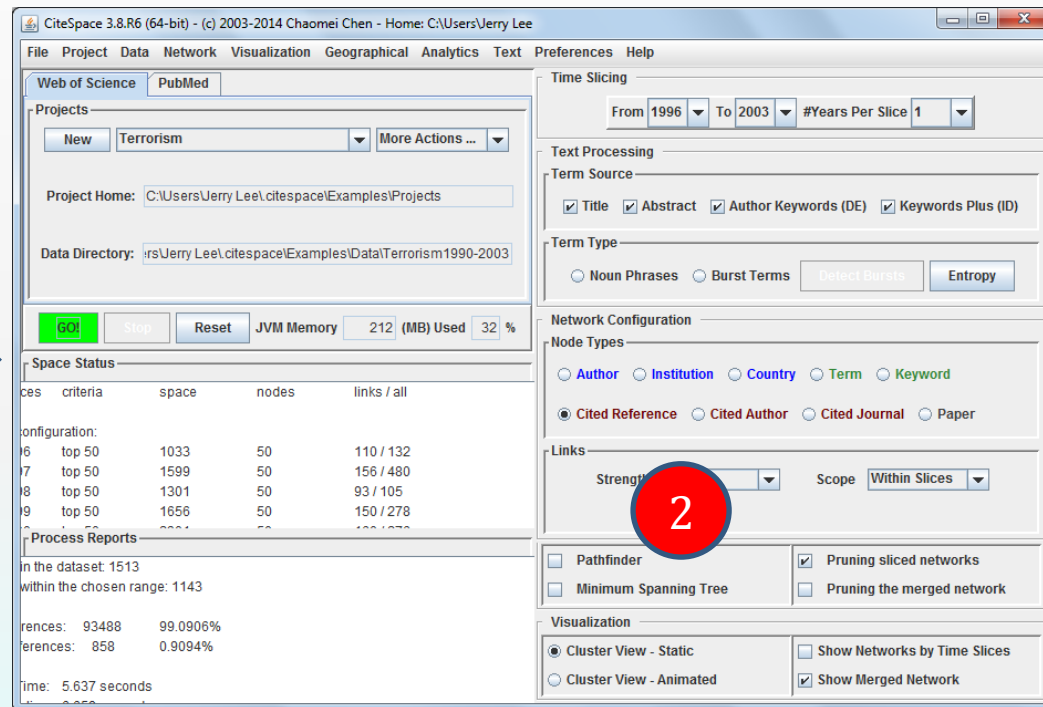 CiteSpace 3.8.R6 (64-bit) - (c) 2003-2014 Chaomei Chen - Home: C:\Users\Jerry Lee
File Project Data Network Visualization Geographical Analytics Text Preferences Help
Web of Science PubMed
Projects
New Terrorism More Actions ...
Project Home: C:\Users\Jerry Lee\.citespace\Examples\Projects
Data Directory: ers\Jerry Lee\.citespace\Examples\Data\Terrorism1990-2003
GO! Stop Reset JVM Memory 212 (MB) Used 32 %
Space Status
ces criteria space nodes links / all
configuration:
96 top 50 1033 50 110 / 132
97 top 50 1599 50 156 / 480
98 top 50 1301 50 93 / 105
99 top 50 1656 50 150 / 278
Process Reports
in the dataset: 1513
within the chosen range: 1143
rences: 93488 99.0906%
ferences: 858 0.9094%
Time: 5.637 seconds
Time Slicing
From 1996 To 2003 #Years Per Slice 1
Text Processing
Term Source
Title Abstract Author Keywords (DE) Keywords Plus (ID)
Term Type
Noun Phrases Burst Terms Detect Bursts Entropy
Network Configuration
Node Types
Author Institution Country Term Keyword
Cited Reference Cited Author Cited Journal Paper
Links
Strengt Scope Within Slices
2
Pathfinder Pruning sliced networks
Minimum Spanning Tree Pruning the merged network
Visualization
Cluster View - Static Show Networks by Time Slices
Cluster View - Animated Show Merged Network